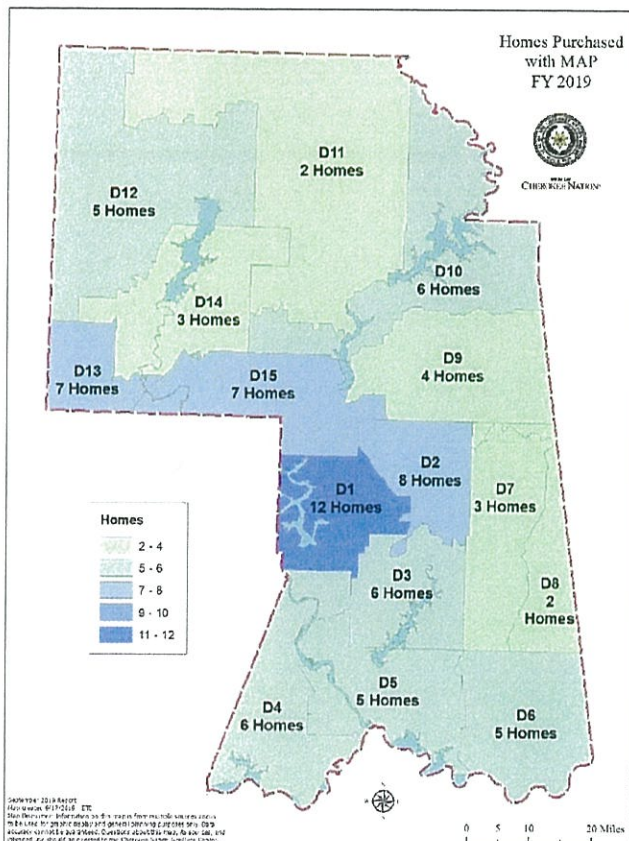 Homes Purchased
with MAP
FY 2019
CHEROKEE NATION
D11
2 Homes
D12
5 Homes
D10
6 Homes
D14
3 Homes
D9
4 Homes
D13
7 Homes
D15
7 Homes
D2
8 Homes
D7
3 Homes
D1
12 Homes
D3
6 Homes
D8
2
Homes
D5
5 Homes
D4
6 Homes
D6
5 Homes
Homes
2 - 4
5 - 6
7 - 8
9 - 10
11 - 12
September 2019 Report
0 5 10 20 Miles